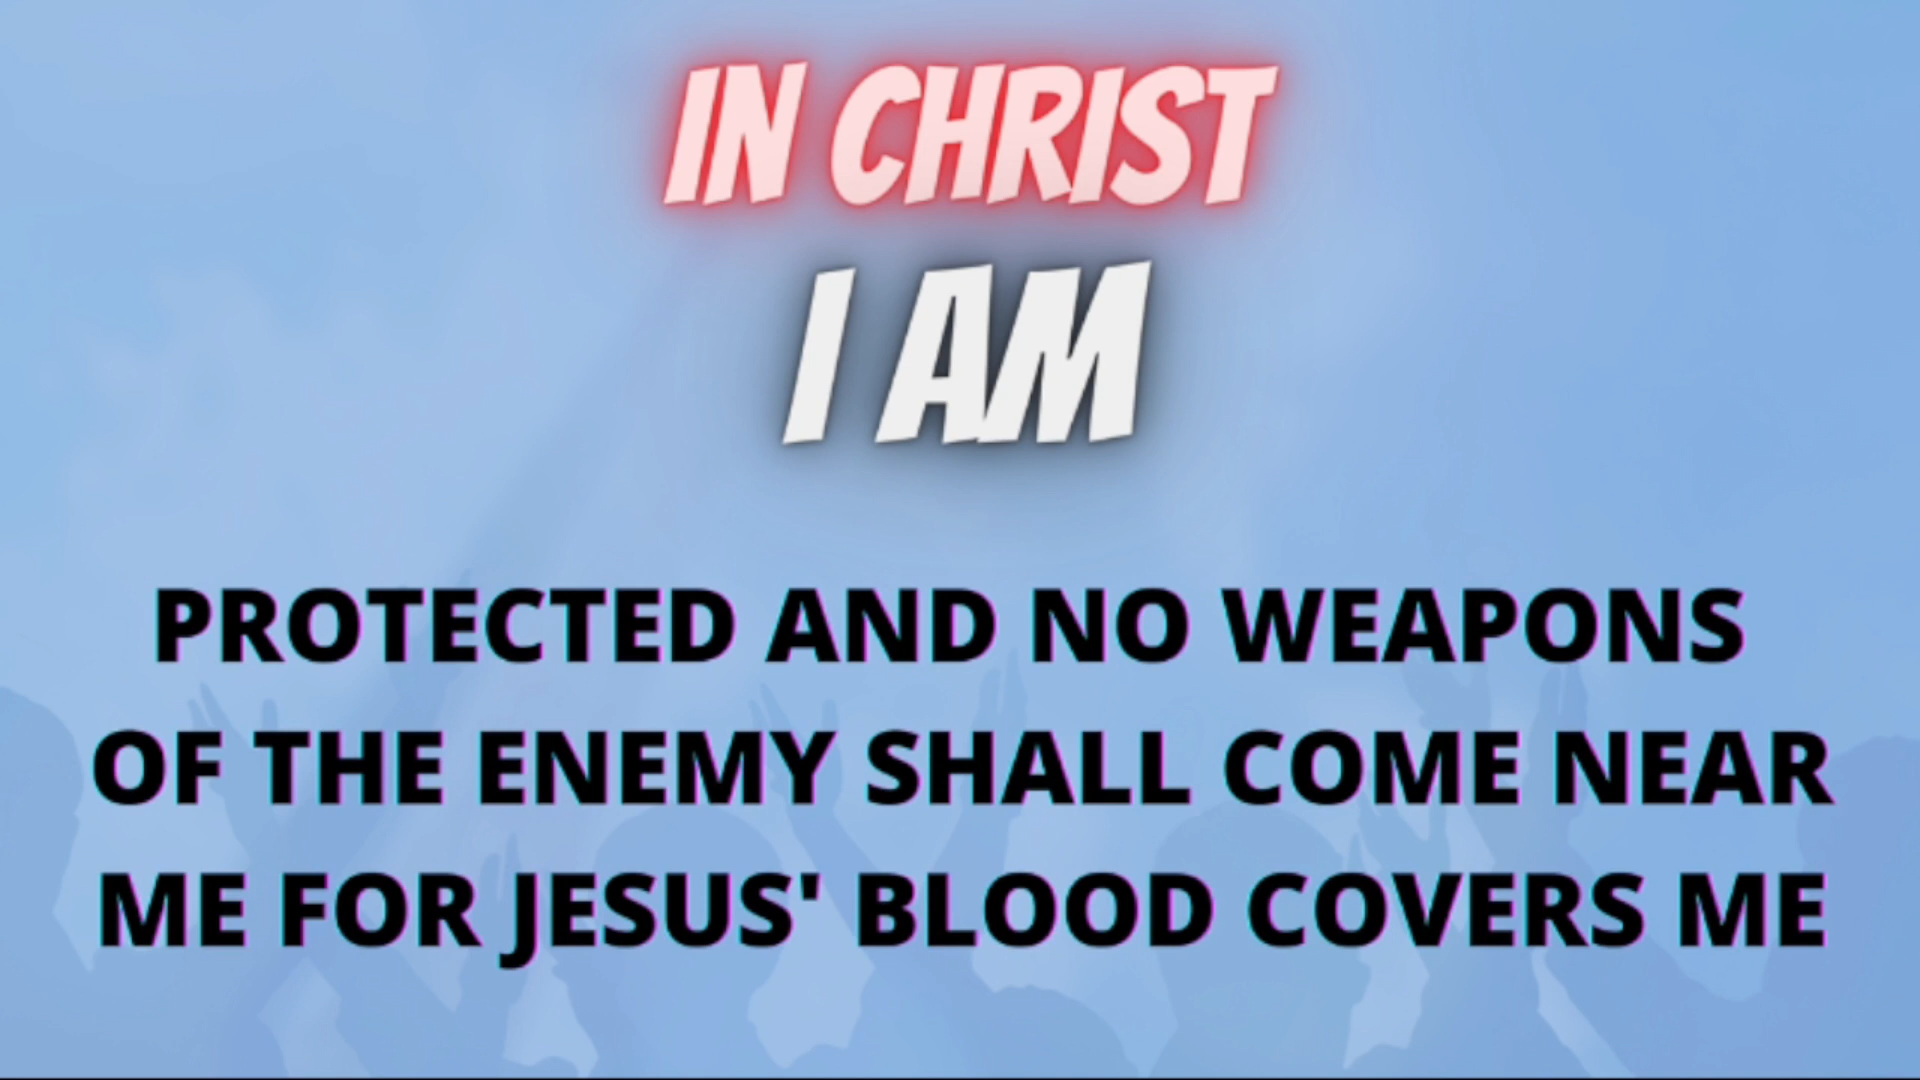 IN CHRIST
I AM
PROTECTED AND NO WEAPONS
OF THE ENEMY SHALL COME NEAR
ME FOR JESUS' BLOOD COVERS ME